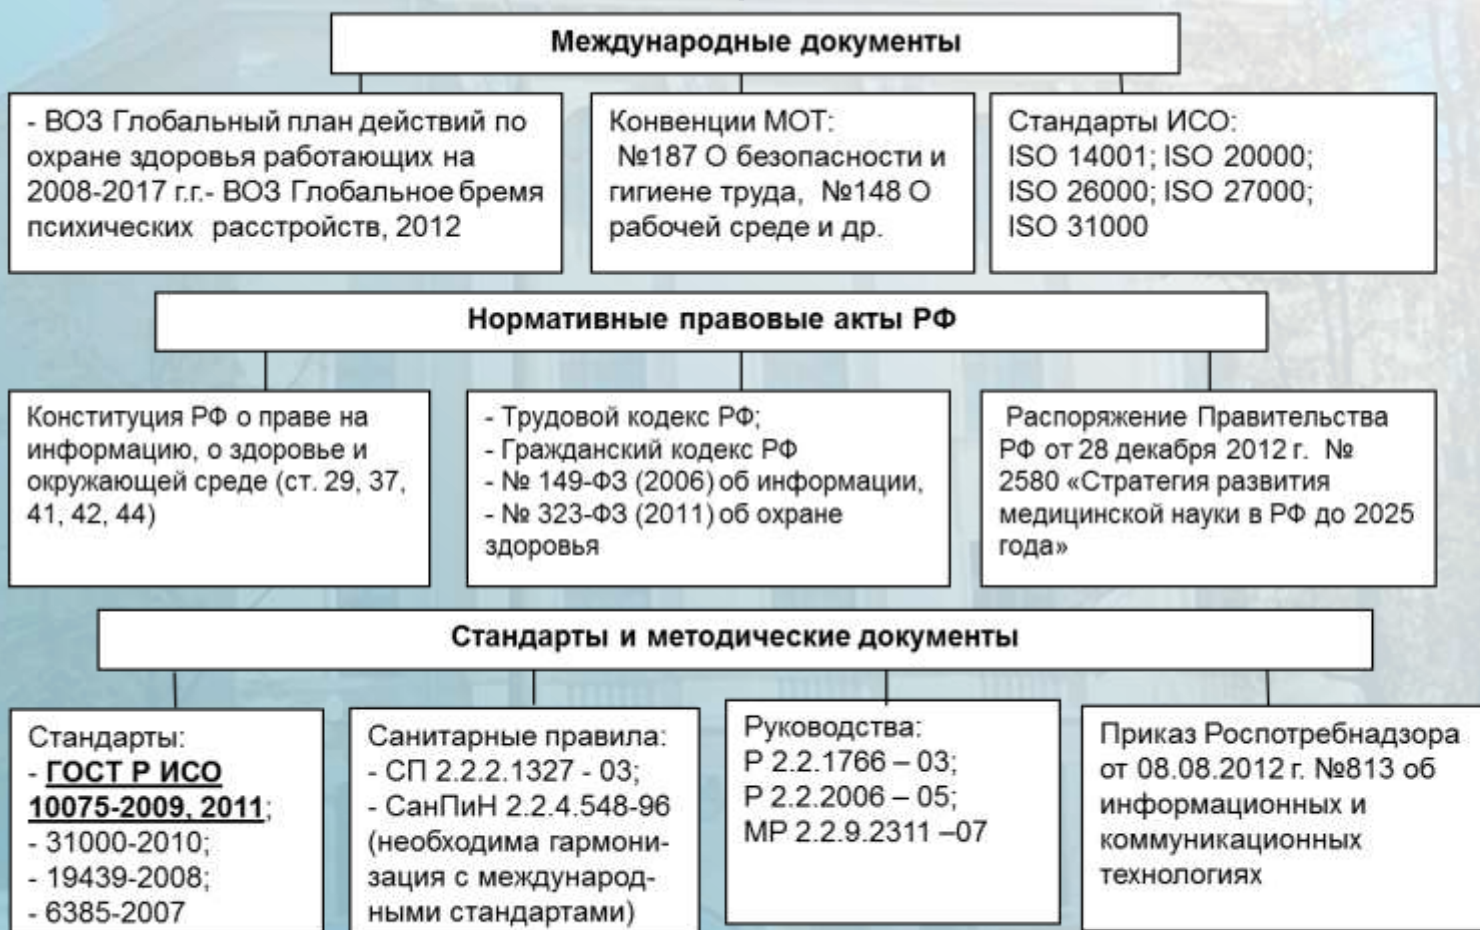 Международные документы
- ВОЗ Глобальный план действий по
охране здоровья работающих на
2008-2017 г.г.- ВОЗ Глобальное бремя
психических расстройств, 2012
Конвенции МОТ:
№187 О безопасности и
гигиене труда, №148 О
рабочей среде и др.
Стандарты ИСО:
ISO 14001; ISO 20000;
ISO 26000; ISO 27000;
ISO 31000
Нормативные правовые акты РФ
Конституция РФ о праве на
информацию, о здоровье и
окружающей среде (ст. 29, 37,
41, 42, 44)
- Трудовой кодекс РФ;
- Гражданский кодекс РФ
- № 149-ФЗ (2006) об информации,
- № 323-ФЗ (2011) об охране
здоровья
Распоряжение Правительства
РФ от 28 декабря 2012 г. №
2580 «Стратегия развития
медицинской науки в РФ до 2025
года»
Стандарты и методические документы
Стандарты:
- ГОСТ Р ИСО
10075-2009, 2011;
- 31000-2010;
- 19439-2008;
- 6385-2007
Санитарные правила:
- СП 2.2.2.1327 - 03;
- СанПиН 2.2.4.548-96
(необходима гармони-
зация с международ-
ными стандартами)
Руководства:
Р 2.2.1766 – 03;
Р 2.2.2006 – 05;
МР 2.2.9.2311 –07
Приказ Роспотребнадзора
от 08.08.2012 г. №813 об
информационных и
коммуникационных
технологиях